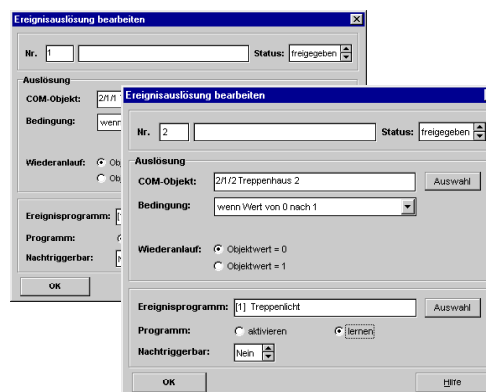 Ereignisauslösung bearbeiten
Nr. 1 Status: freigegeben
Auslösung
COM-Objekt: 2/1/1
Bedingung: wenn
Wiederanlauf: Ob
Ob
Ereignisprogramm: [1
Programm:
Nachtriggerbar: N
OK
Ereignisauslösung bearbeiten
Nr. 2 Status: freigegeben
Auslösung
COM-Objekt: 2/1/2 Treppenhaus 2 Auswahl
Bedingung: wenn Wert von 0 nach 1
Wiederanlauf: Objektwert = 0
Objektwert = 1
Ereignisprogramm: [1] Treppenlicht Auswahl
Programm: aktivieren lernen
Nachtriggerbar: Nein
OK Hilfe